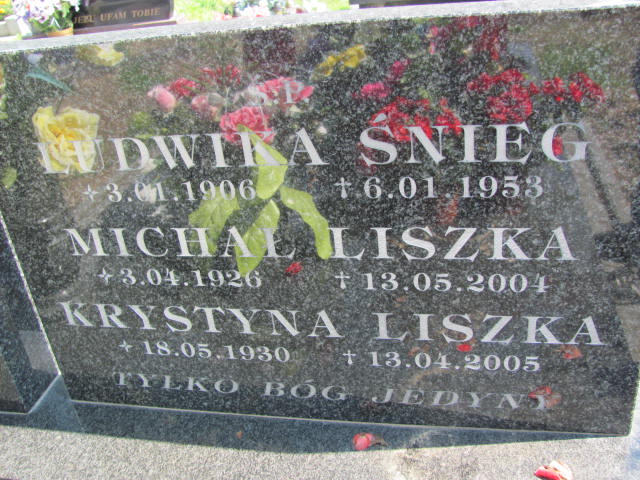 JEZU UFAM TOBIE
Ś.P.
LUDWIKA ŚNIEG
+ 3.01.1906 † 6.01.1953
MICHAŁ LISZKA
+ 3.04.1926 † 13.05.2004
KRYSTYNA LISZKA
+ 18.05.1930 † 13.04.2005
TYLKO BÓG JEDYNY